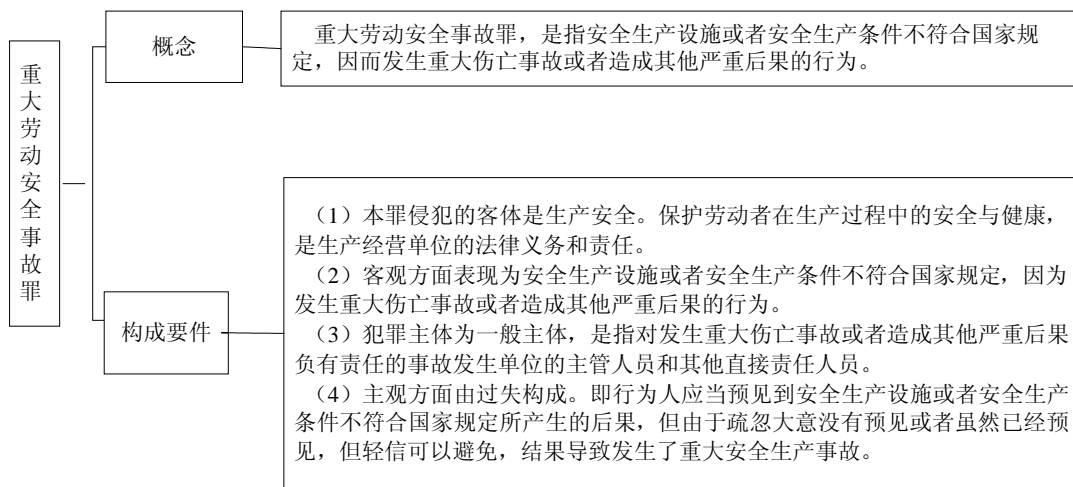 重大劳动安全事故罪
概念
重大劳动安全事故罪，是指安全生产设施或者安全生产条件不符合国家规
定，因而发生重大伤亡事故或者造成其他严重后果的行为。
构成要件
（1）本罪侵犯的客体是生产安全。保护劳动者在生产过程中的安全与健康，
是生产经营单位的法律义务和责任。
（2）客观方面表现为安全生产设施或者安全生产条件不符合国家规定，因为
发生重大伤亡事故或者造成其他严重后果的行为。
（3）犯罪主体为一般主体，是指对发生重大伤亡事故或者造成其他严重后果
负有责任的事故发生单位的主管人员和其他直接责任人员。
（4）主观方面由过失构成。即行为人应当预见到安全生产设施或者安全生产
条件不符合国家规定所产生的后果，但由于疏忽大意没有预见或者虽然已经预
见，但轻信可以避免，结果导致发生了重大安全生产事故。